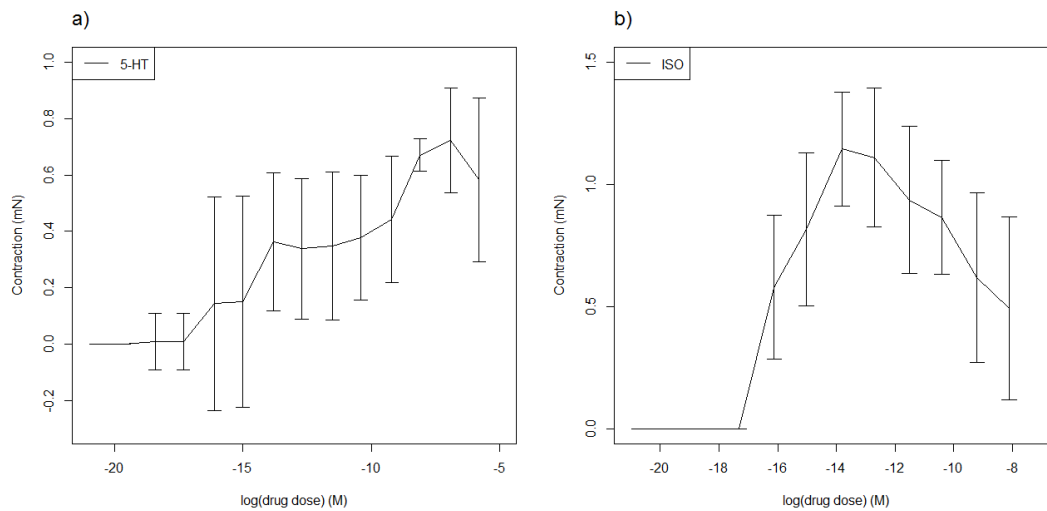 a)
5-HT
1.0
0.8
0.6
0.4
0.2
0.0
-0.2
Contraction (mN)
-20 -15 -10 -5
log(drug dose) (M)
b)
ISO
1.5
1.0
0.5
0.0
Contraction (mN)
-20 -18 -16 -14 -12 -10 -8
log(drug dose) (M)